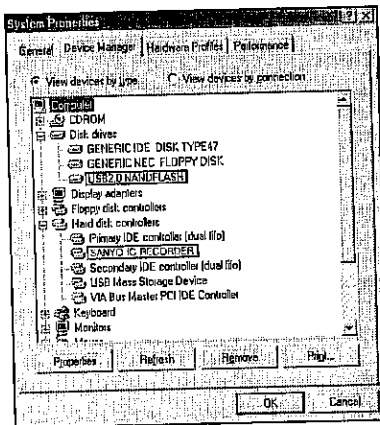 System Properties
General Device Manager Hardware Profiles Performance
View devices by type View devices by connection
Computer
CDROM
Disk drives
GENERIC IDE DISK TYPE47
GENERIC NEC FLOPPY DISK
USB2.0 NANDFLASH
Display adapters
Floppy disk controllers
Hard disk controllers
Primary IDE controller (dual fifo)
SANYO IC RECORDER
Secondary IDE controller (dual fifo)
USB Mass Storage Device
VIA Bus Master PCI IDE Controller
Keyboard
Monitors
Properties Refresh Remove Print...
OK Cancel